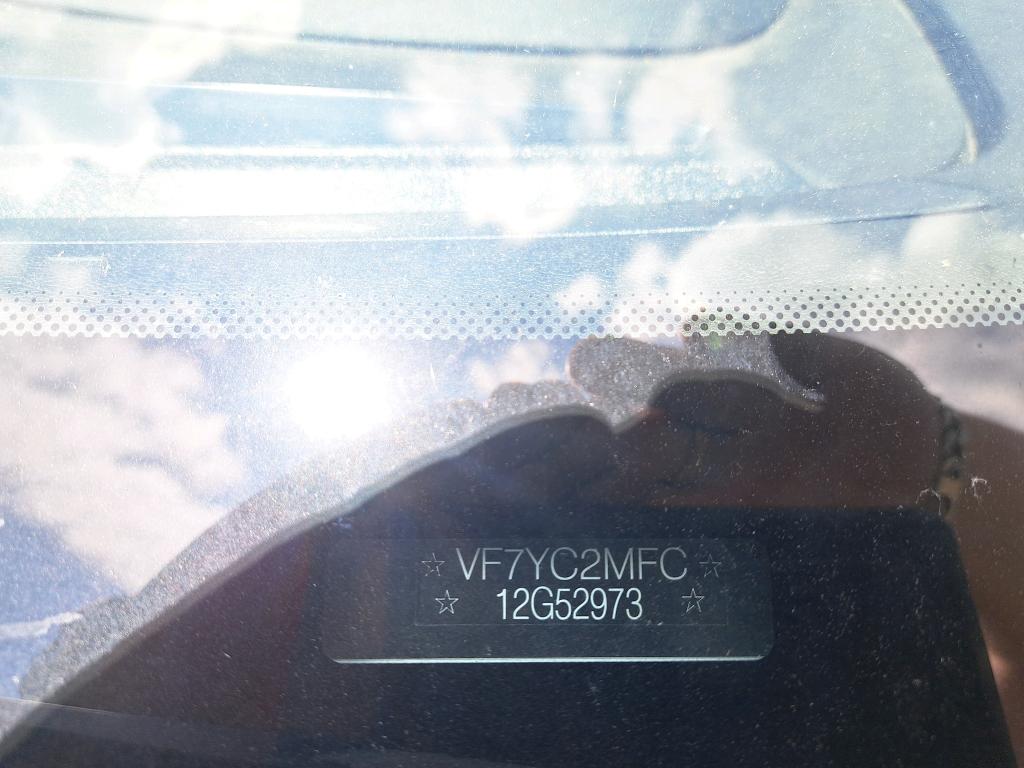 ☆ VF7YC2MFC ☆
☆ 12G52973 ☆